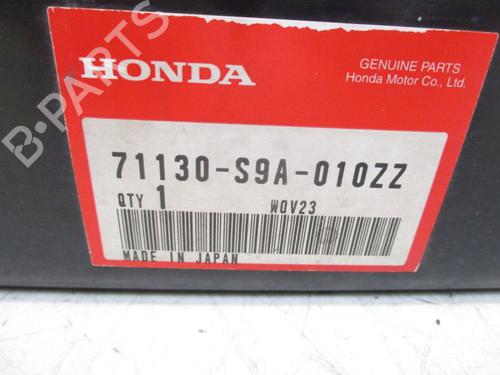 HONDA
GENUINE PARTS
Honda Motor Co., Ltd.
71130-S9A-010ZZ
QTY 1
WOV23
MADE IN JAPAN
B-PARTS